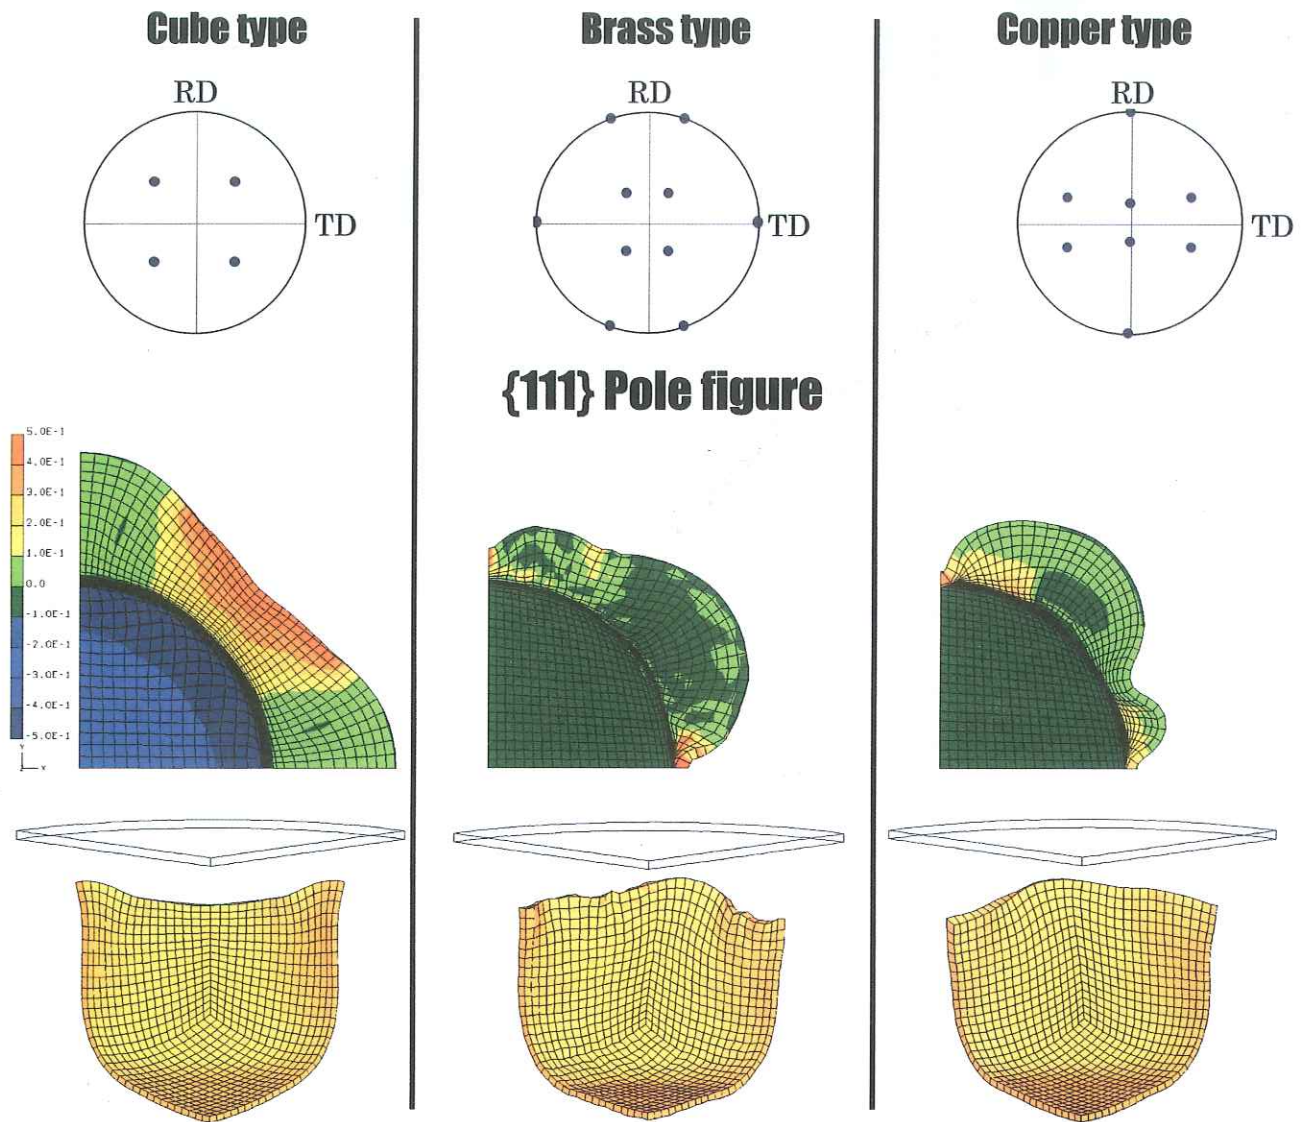 Cube type
Brass type
Copper type
RD
RD
RD
TD
TD
TD
{111} Pole figure
5.0E-1
4.0E-1
3.0E-1
2.0E-1
1.0E-1
0.0
-1.0E-1
-2.0E-1
-3.0E-1
-4.0E-1
-5.0E-1
Y
Z X